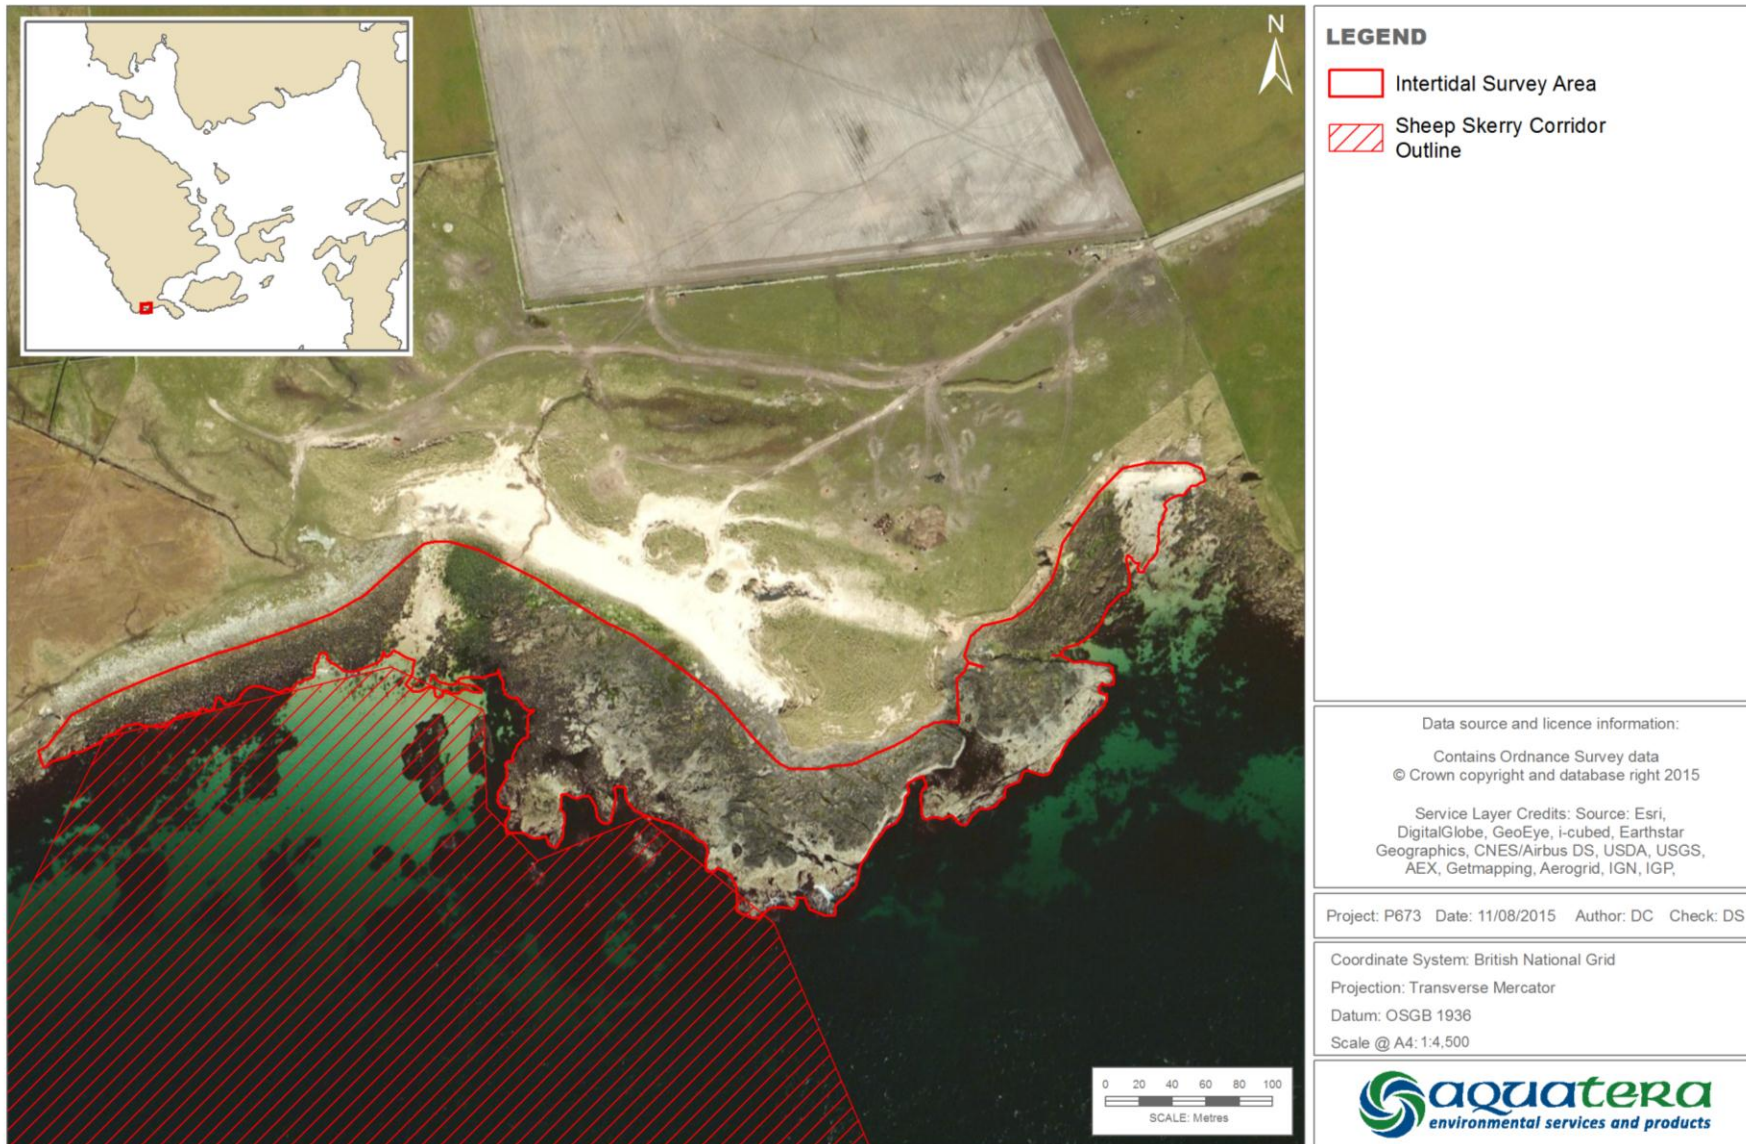 N
LEGEND
Intertidal Survey Area
Sheep Skerry Corridor
Outline
Data source and licence information:
Contains Ordnance Survey data
© Crown copyright and database right 2015
Service Layer Credits: Source: Esri,
DigitalGlobe, GeoEye, i-cubed, Earthstar
Geographics, CNES/Airbus DS, USDA, USGS,
AEX, Getmapping, Aerogrid, IGN, IGP,
Project: P673 Date: 11/08/2015 Author: DC Check: DS
Coordinate System: British National Grid
Projection: Transverse Mercator
Datum: OSGB 1936
Scale @ A4: 1:4,500
0 20 40 60 80 100
SCALE: Metres
aquatera
environmental services and products